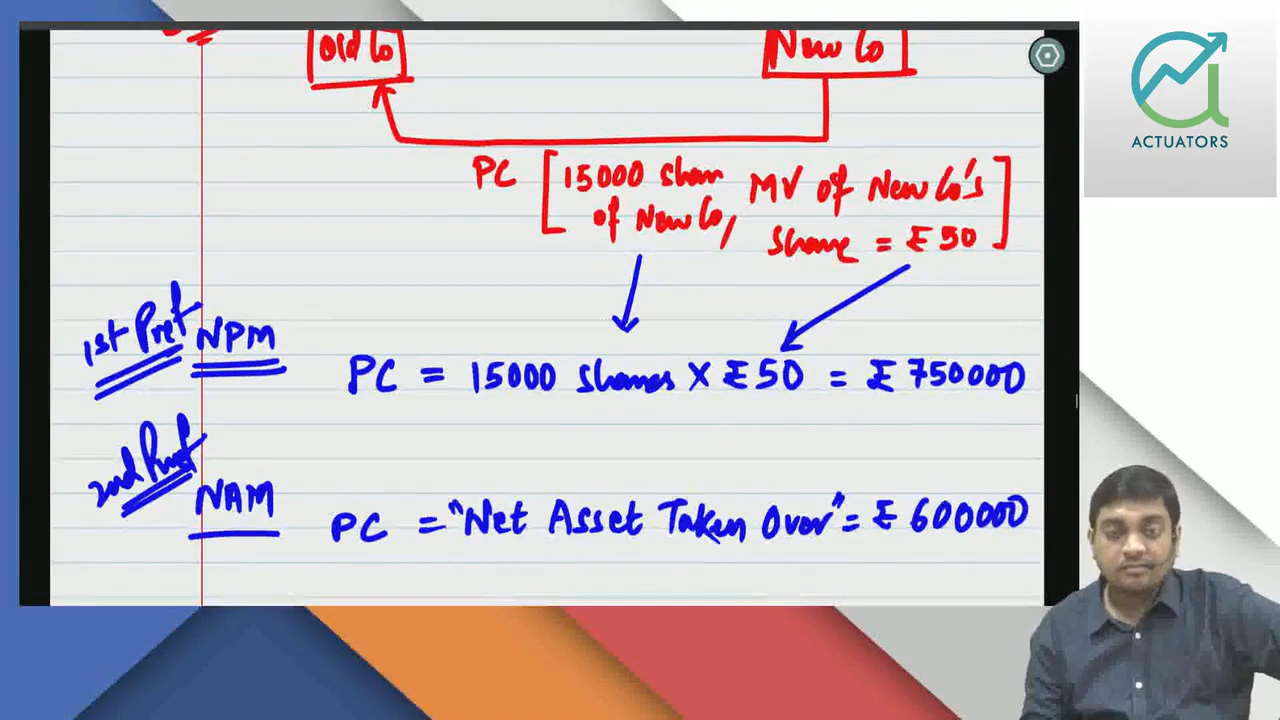 Old Co
New Co
PC [15000 shares of New Co, MV of New Co's share = ₹ 50]
1st Pref NPM
PC = 15000 shares × ₹ 50 = ₹ 750000
2nd Pref NAM
PC = "Net Asset Taken Over" = ₹ 600000
ACTUATORS